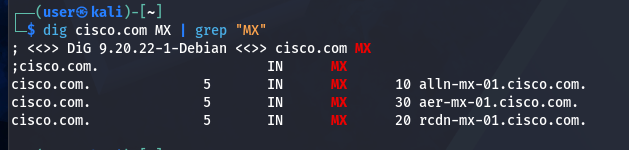 ┌──(user㉿kali)-[~]
└─$ dig cisco.com MX | grep "MX"
; <<>> DiG 9.20.22-1-Debian <<>> cisco.com MX
;cisco.com. IN MX
cisco.com. 5 IN MX 10 alln-mx-01.cisco.com.
cisco.com. 5 IN MX 30 aer-mx-01.cisco.com.
cisco.com. 5 IN MX 20 rcdn-mx-01.cisco.com.